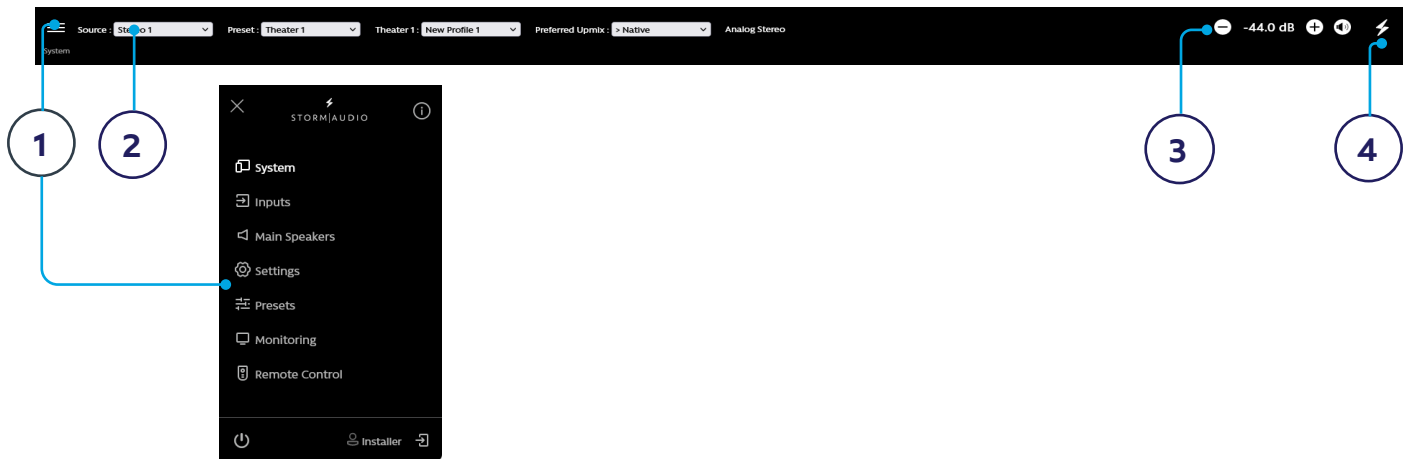 Source : Stereo 1 Preset : Theater 1 Theater 1 : New Profile 1 Preferred Upmix : > Native Analog Stereo -44.0 dB
System
1 2 3 4
STORM|AUDIO
System
Inputs
Main Speakers
Settings
Presets
Monitoring
Remote Control
Installer